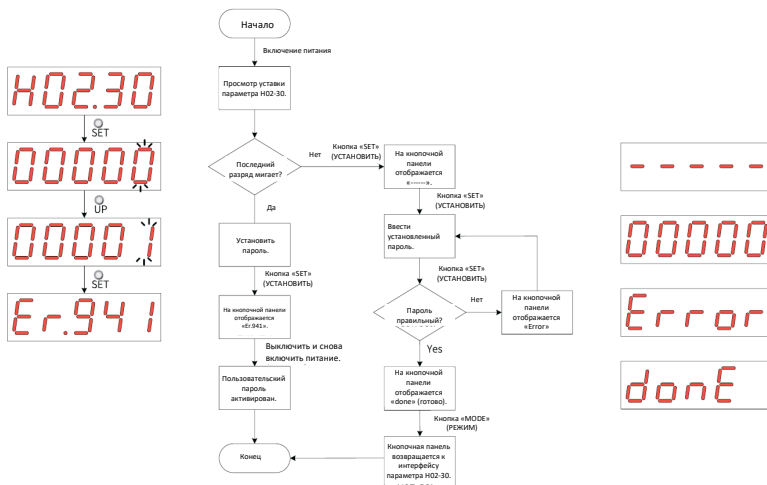 H02.30
SET
00000
UP
00001
SET
Er.941
Начало
Включение питания
Просмотр уставки
параметра H02-30.
Последний
разряд мигает?
Нет
Кнопка «SET»
(УСТАНОВИТЬ)
Да
Установить
пароль.
Кнопка «SET»
(УСТАНОВИТЬ)
На кнопочной панели
отображается
«Er.941».
Выключить и снова
включить питание.
Пользовательский
пароль
активирован.
Конец
На кнопочной
панели
отображается
«------».
Кнопка «SET»
(УСТАНОВИТЬ)
Ввести
установленный
пароль.
Кнопка «SET»
(УСТАНОВИТЬ)
Пароль
правильный?
Нет
На кнопочной
панели
отображается
«Error»
Yes
На кнопочной
панели
отображается
«done» (готово).
Кнопка «MODE»
(РЕЖИМ)
Кнопочная панель
возвращается к
интерфейсу
параметра H02-30.
-----
00000
Error
donE